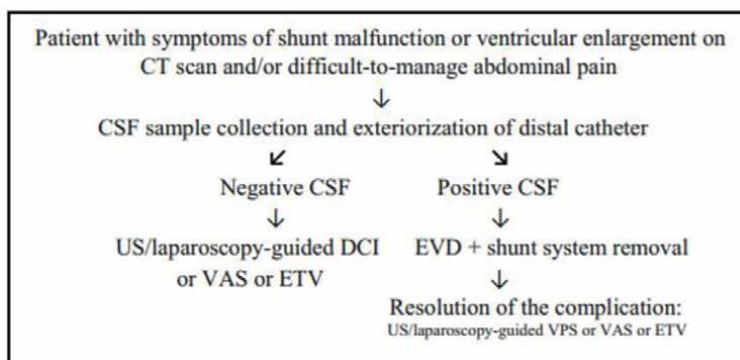 Patient with symptoms of shunt malfunction or ventricular enlargement on
CT scan and/or difficult-to-manage abdominal pain
↓
CSF sample collection and exteriorization of distal catheter
↙ ↘
Negative CSF Positive CSF
↓ ↓
US/laparoscopy-guided DCI EVD + shunt system removal
or VAS or ETV ↓
Resolution of the complication:
US/laparoscopy-guided VPS or VAS or ETV